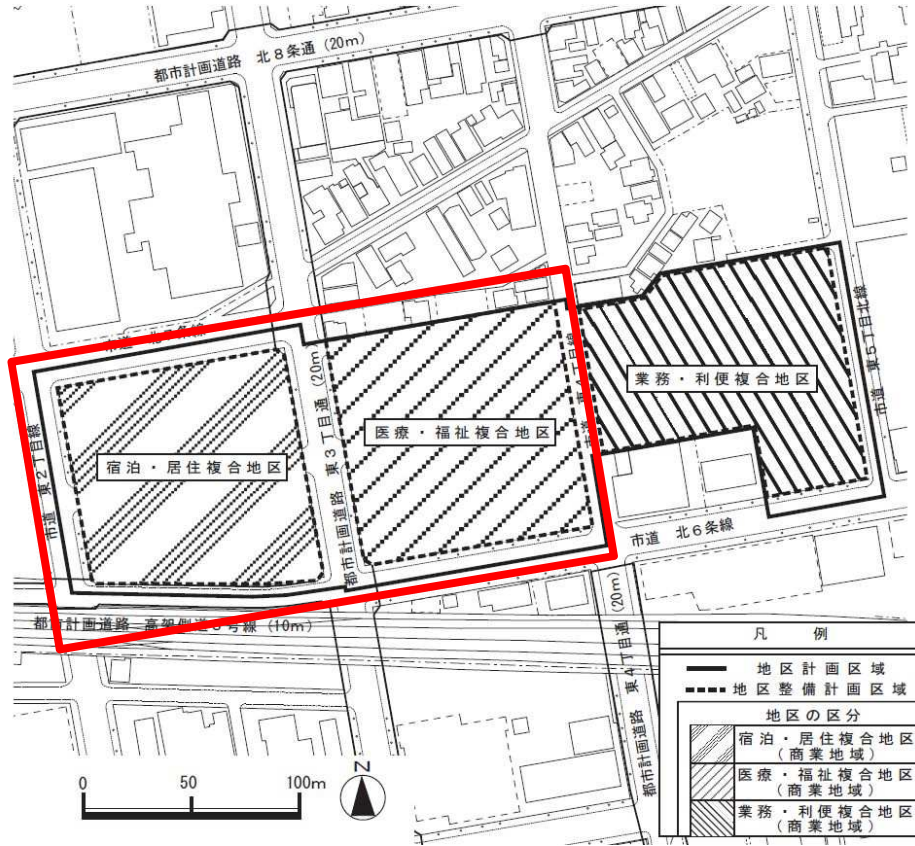 都市計画道路 北8条通(20m)
市道 北7条線
市道 東2丁目線
宿泊・居住複合地区
都市計画道路 東3丁目通(20m)
医療・福祉複合地区
市道 東4丁目線
業務・利便複合地区
市道 東5丁目北線
市道 北6条線
都市計画道路 高架側道5号線(10m)
都市計画道路 東4丁目通(20m)
0 50 100m
N
凡 例
地区計画区域
地区整備計画区域
地区の区分
宿泊・居住複合地区
(商業地域)
医療・福祉複合地区
(商業地域)
業務・利便複合地区
(商業地域)